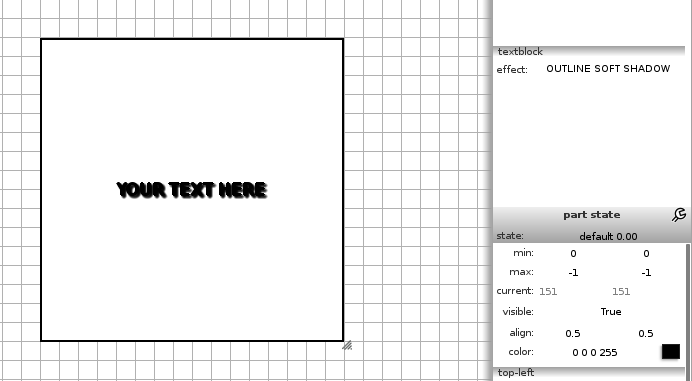 YOUR TEXT HERE
textblock
effect: OUTLINE SOFT SHADOW
part state
state: default 0.00
min: 0 0
max: -1 -1
current: 151 151
visible: True
align: 0.5 0.5
color: 0 0 0 255
top-left